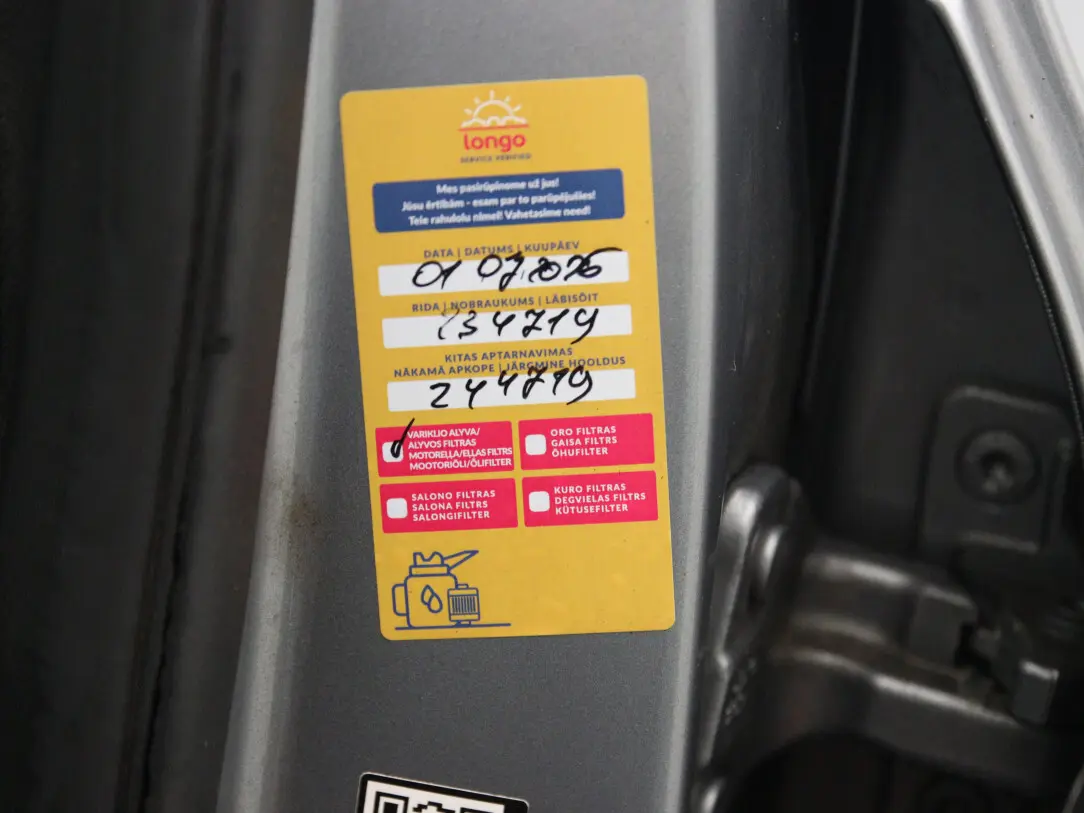 longo
SERVICE VERIFIED
Mes pasirūpinome už jus!
Jūsu ērtībām - esam par to parūpējušies!
Teie rahulolu nimel! Vahetasime need!
DATA | DATUMS | KUUPÄEV
01 07.2026
RIDA | NOBRAUKUMS | LÄBISÕIT
234719
KITAS APTARNAVIMAS
NĀKAMĀ APKOPE | JÄRGMINE HOOLDUS
244719
VARIKLIO ALYVA/
ALYVOS FILTRAS
MOTOREĻĻA/EĻĻAS FILTRS
MOOTORIÕLI/ÕLIFILTER
ORO FILTRAS
GAISA FILTRS
ÕHUFILTER
SALONO FILTRAS
SALONA FILTRS
SALONGIFILTER
KURO FILTRAS
DEGVIELAS FILTRS
KÜTUSEFILTER